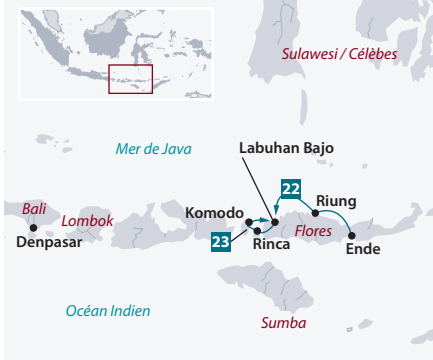 Sulawesi / Célèbes
Mer de Java
Labuhan Bajo
22
Bali
Lombok
Komodo
Riung
Denpasar
23
Rinca
Flores
Ende
Océan Indien
Sumba